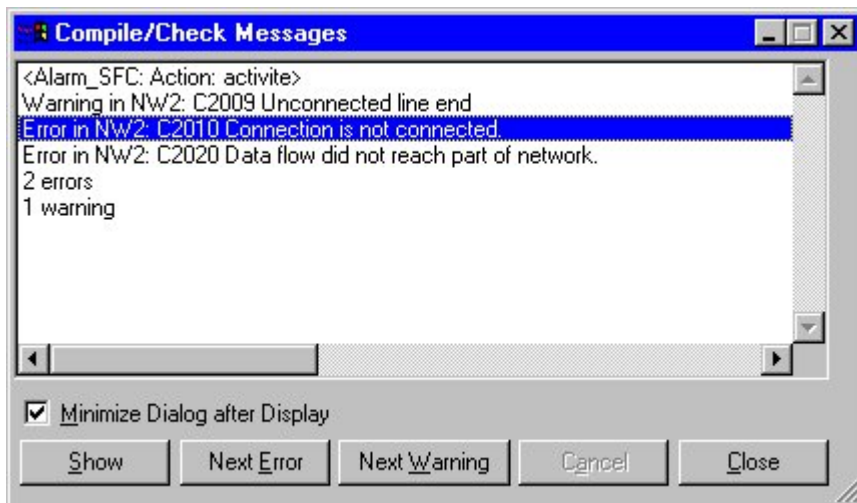 Compile/Check Messages
<Alarm_SFC: Action: activite>
Warning in NW2: C2009 Unconnected line end
Error in NW2: C2010 Connection is not connected.
Error in NW2: C2020 Data flow did not reach part of network.
2 errors
1 warning
Minimize Dialog after Display
Show
Next Error
Next Warning
Cancel
Close